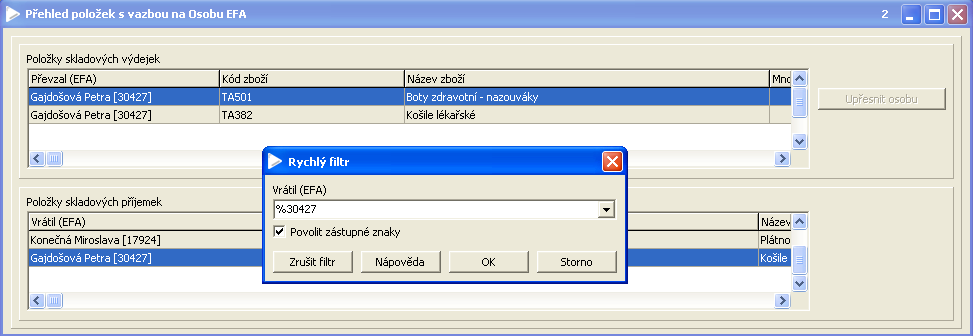 Přehled položek s vazbou na Osobu EFA 2
Položky skladových výdejek
Převzal (EFA) Kód zboží Název zboží Mno
Gajdošová Petra [30427] TA501 Boty zdravotní - nazouváky
Upřesnit osobu
Gajdošová Petra [30427] TA382 Košile lékařské
Rychlý filtr
Vrátil (EFA)
%30427
Povolit zástupné znaky
Zrušit filtr Nápověda OK Storno
Položky skladových příjemek
Vrátil (EFA) Název
Konečná Miroslava [17924] Plátno
Gajdošová Petra [30427] Košile